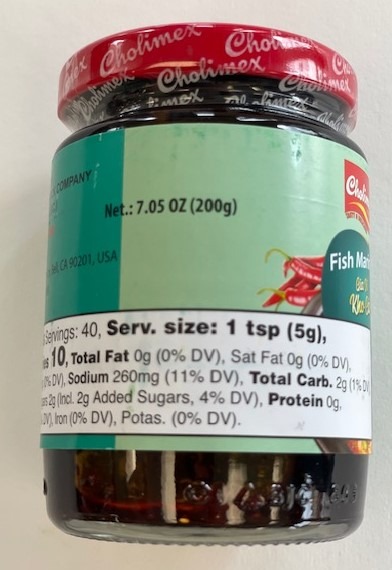 Cholimex Cholimex Cholimex
Cholimex Cholimex
COMPANY
Net.: 7.05 OZ (200g)
CA 90201, USA
Fish Mar
Servings: 40, Serv. size: 1 tsp (5g),
10, Total Fat 0g (0% DV), Sat Fat 0g (0% DV),
0% DV), Sodium 260mg (11% DV), Total Carb. 2g (1% DV
2g (Incl. 2g Added Sugars, 4% DV), Protein 0g,
DV), Iron (0% DV), Potas. (0% DV).